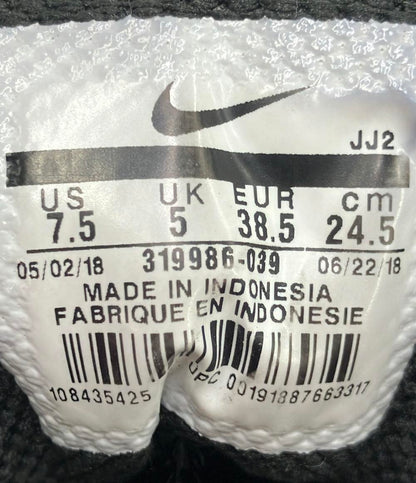 JJ2
US UK EUR cm
7.5 5 38.5 24.5
05/02/18 319986-039 06/22/18
MADE IN INDONESIA
FABRIQUE EN INDONESIE
108435425 UPC 00191887663317